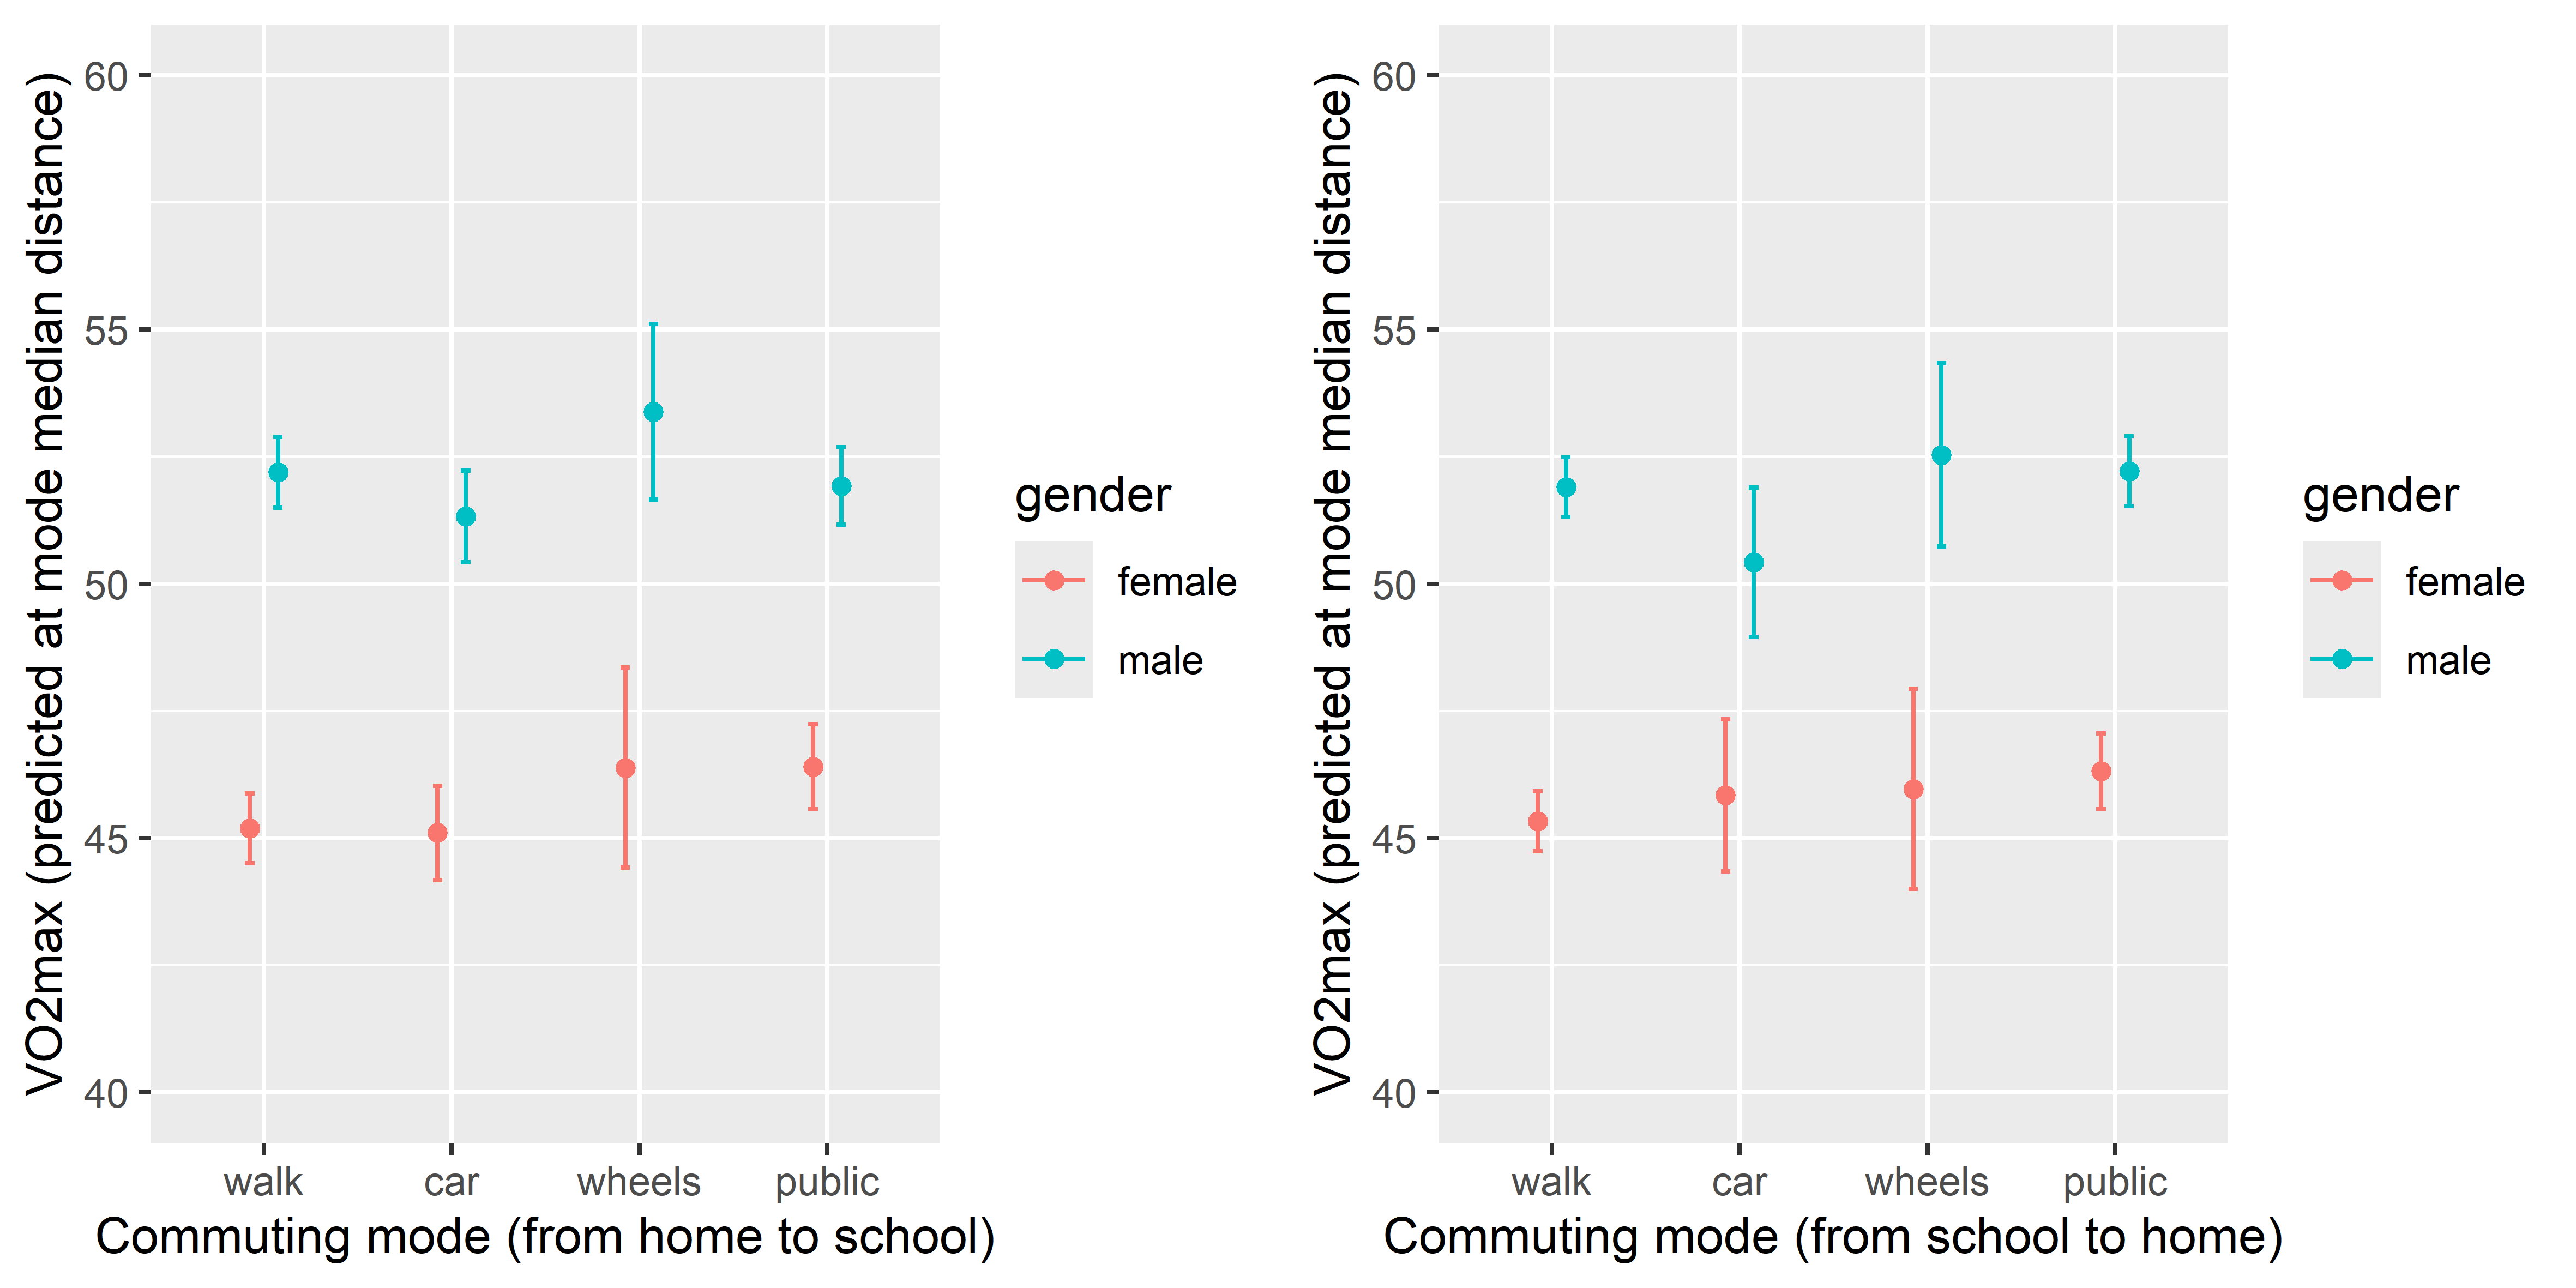 VO2max (predicted at mode median distance)
60
55
50
45
40
walk car wheels public
Commuting mode (from home to school)
gender
female
male
VO2max (predicted at mode median distance)
60
55
50
45
40
walk car wheels public
Commuting mode (from school to home)
gender
female
male